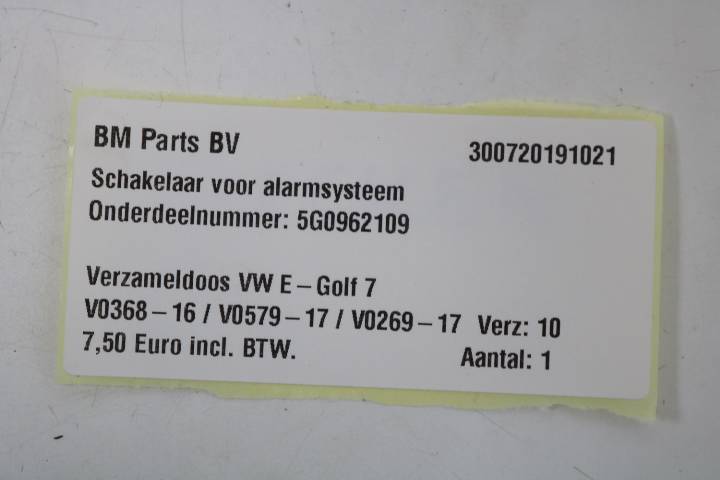 BM Parts BV 300720191021
Schakelaar voor alarmsysteem
Onderdeelnummer: 5G0962109
Verzameldoos VW E – Golf 7
V0368 – 16 / V0579 – 17 / V0269 – 17 Verz: 10
7,50 Euro incl. BTW. Aantal: 1